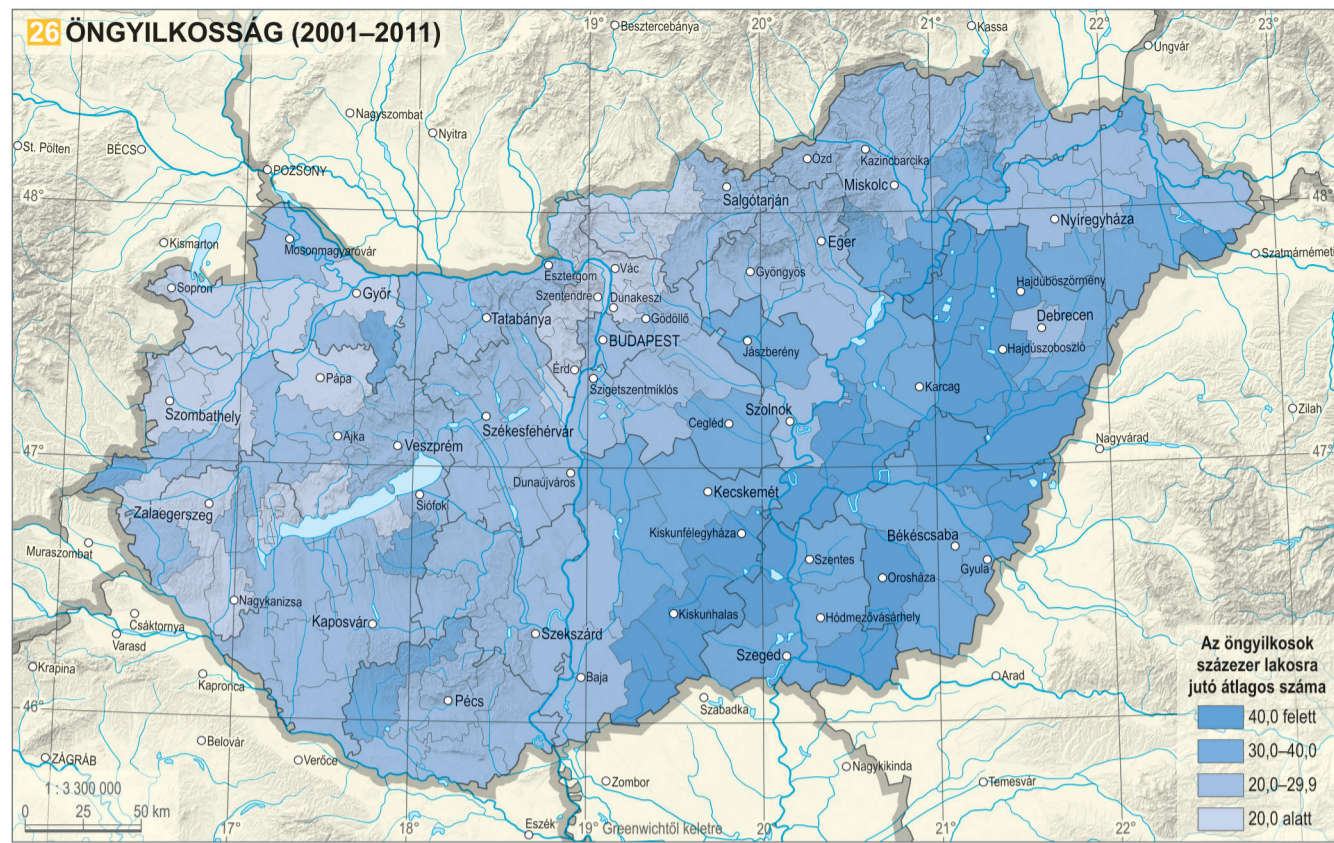 26 ÖNGYILKOSSÁG (2001–2011)
19° 20° 21° 22° 23°
Besztercebánya
Kassa
Ungvár
Nagyszombat
Nyitra
St. Pölten
BÉCS
POZSONY
Ózd
Kazincbarcika
Miskolc
Salgótarján
48°
48°
Nyíregyháza
Kismarton
Mosonmagyaróvár
Eger
Szatmárnémeti
Sopron
Győr
Esztergom
Vác
Gyöngyös
Szentendre
Dunakeszi
Hajdúböszörmény
Tatabánya
Gödöllő
Debrecen
BUDAPEST
Jászberény
Hajdúszoboszló
Pápa
Érd
Szigetszentmiklós
Karcag
Szombathely
Székesfehérvár
Cegléd
Szolnok
Zilah
Ajka
Veszprém
Nagyvárad
47°
47°
Dunaújváros
Kecskemét
Zalaegerszeg
Siófok
Kiskunfélegyháza
Békéscsaba
Muraszombat
Szentes
Gyula
Orosháza
Nagykanizsa
Csáktornya
Kaposvár
Kiskunhalas
Hódmezővásárhely
Varasd
Szekszárd
Szeged
Krapina
Kapronca
Baja
Arad
Pécs
Szabadka
46°
46°
Belovár
ZÁGRÁB
Verőce
Zombor
Nagykikinda
Temesvár
1 : 3 300 000
0 25 50 km
Eszék
17° 18° 19° Greenwichtől keletre 20° 21° 22°
Az öngyilkosok
százezer lakosra
jutó átlagos száma
40,0 felett
30,0–40,0
20,0–29,9
20,0 alatt